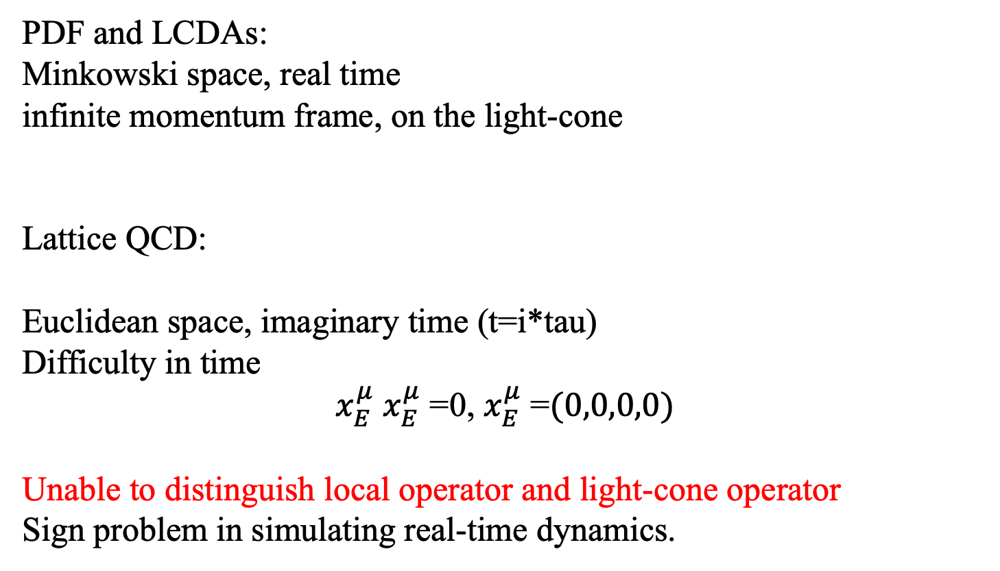 PDF and LCDAs:
Minkowski space, real time
infinite momentum frame, on the light-cone
Lattice QCD:
Euclidean space, imaginary time (t=i*tau)
Difficulty in time
$x_E^\mu \, x_E^\mu$ =0, $x_E^\mu$ =(0,0,0,0)
Unable to distinguish local operator and light-cone operator
Sign problem in simulating real-time dynamics.